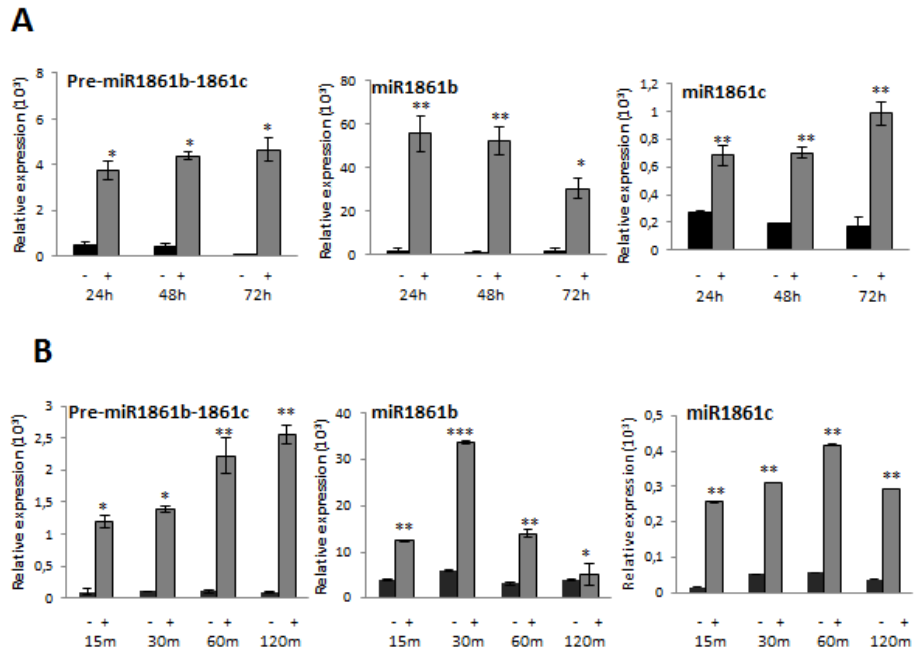 A
Pre-miR1861b-1861c
Relative expression (10³)
8
6
4
2
0
* * *
- + - + - +
24h 48h 72h
miR1861b
Relative expression (10³)
80
60
40
20
0
** ** *
- + - + - +
24h 48h 72h
miR1861c
Relative expression (10³)
1,2
1
0,8
0,6
0,4
0,2
0
** ** **
- + - + - +
24h 48h 72h
B
Pre-miR1861b-1861c
Relative expression (10³)
3
2,5
2
1,5
1
0,5
0
* * ** **
- + - + - + - +
15m 30m 60m 120m
miR1861b
Relative expression (10³)
40
30
20
10
0
** *** ** *
- + - + - + - +
15m 30m 60m 120m
miR1861c
Relative expression (10³)
0,5
0,4
0,3
0,2
0,1
0
** ** ** **
- + - + - + - +
15m 30m 60m 120m